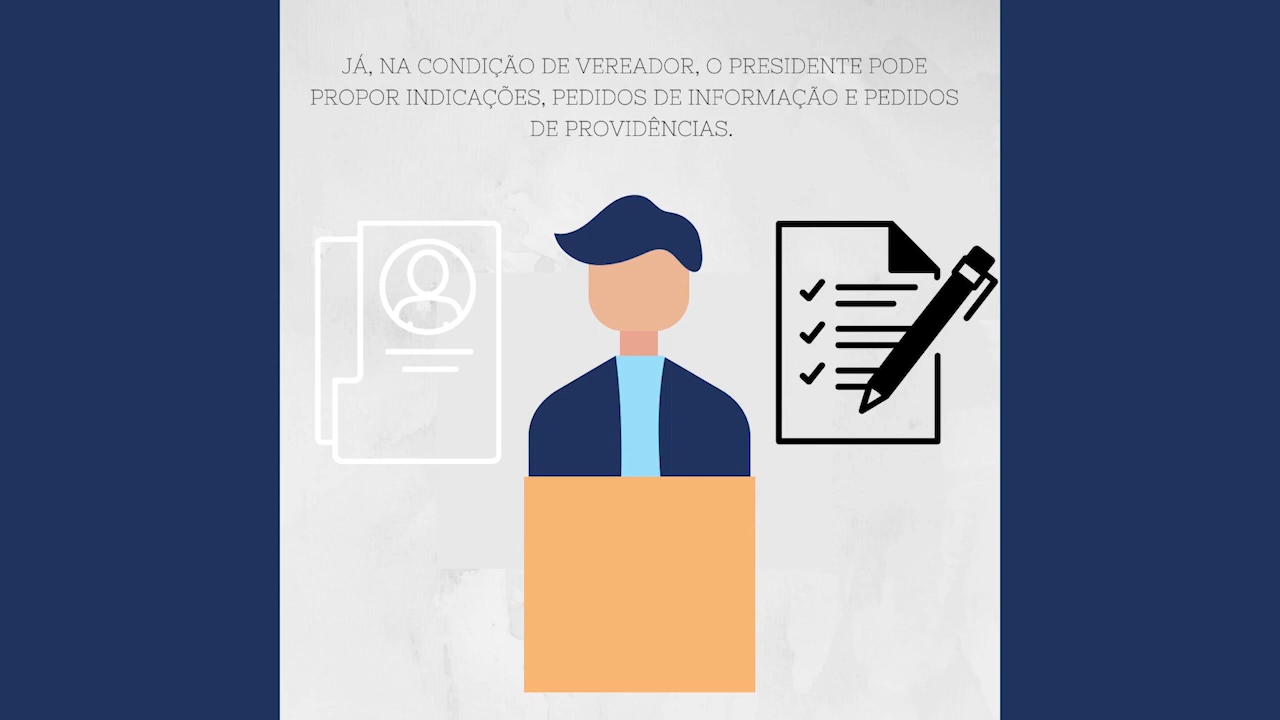 JÁ, NA CONDIÇÃO DE VEREADOR, O PRESIDENTE PODE
PROPOR INDICAÇÕES, PEDIDOS DE INFORMAÇÃO E PEDIDOS
DE PROVIDÊNCIAS.